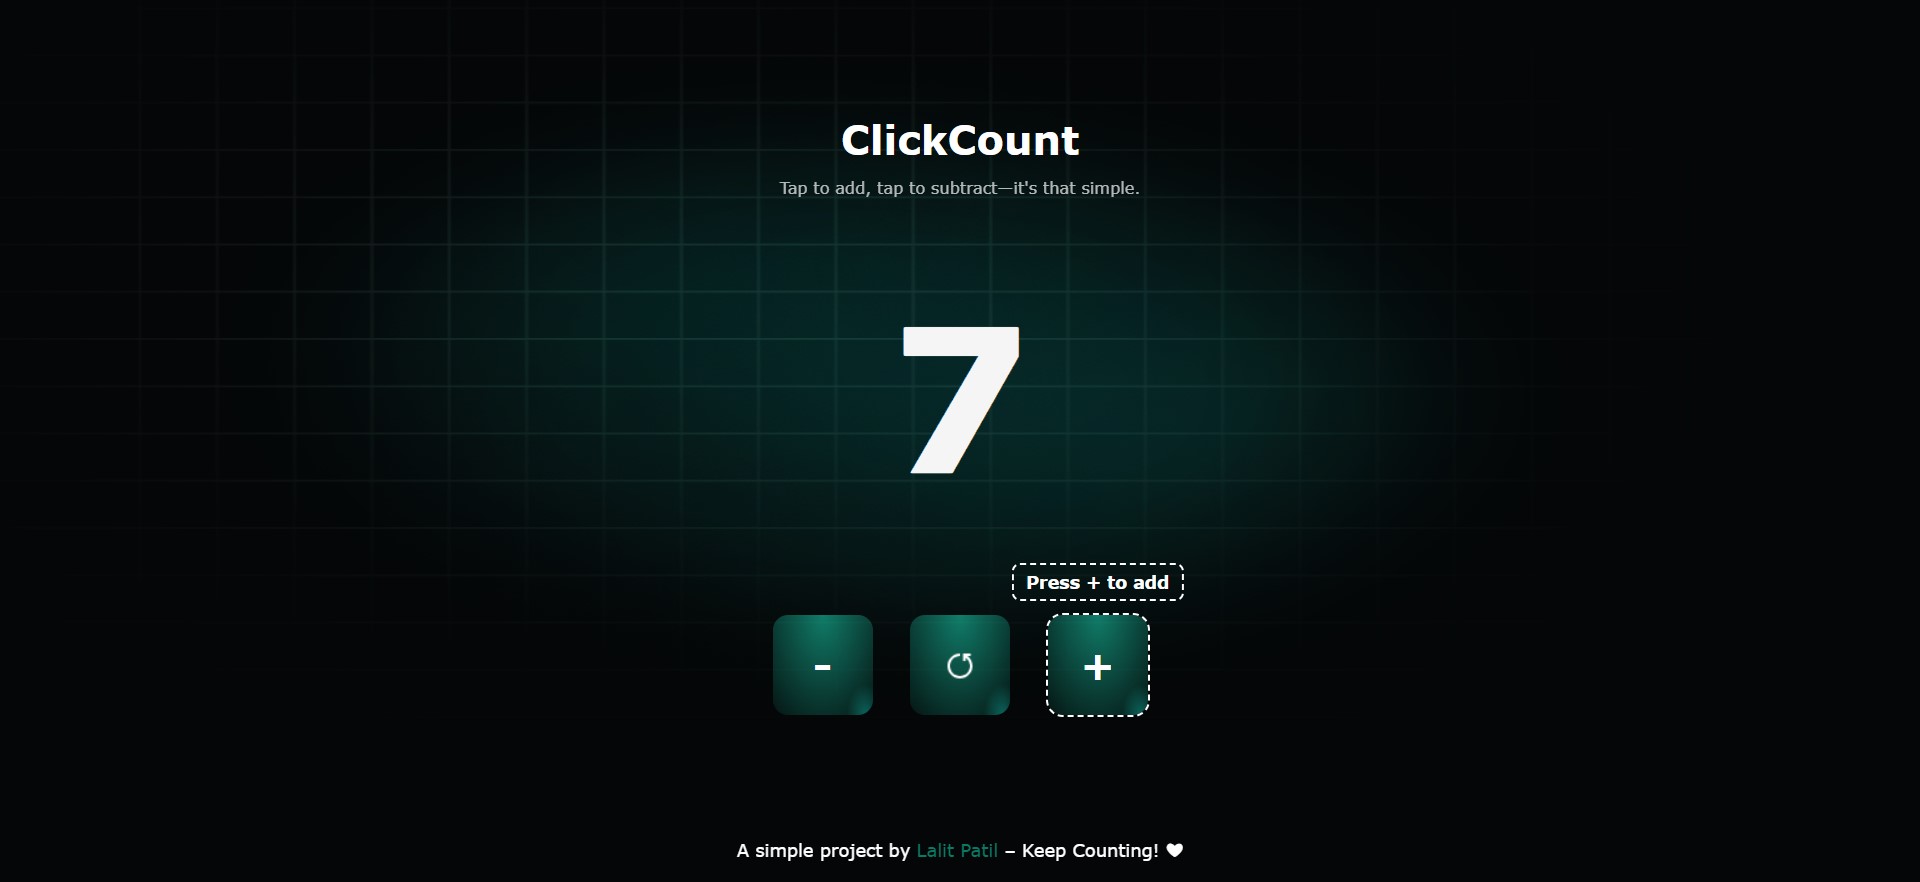 ClickCount
Tap to add, tap to subtract—it's that simple.
7
Press + to add
- ↺ +
A simple project by Lalit Patil – Keep Counting! ♥